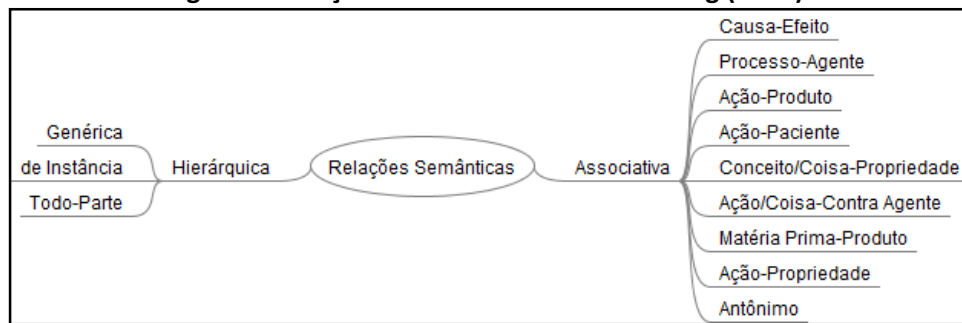 Causa-Efeito
Processo-Agente
Ação-Produto
Genérica
Ação-Paciente
de Instância
Hierárquica
Relações Semânticas
Associativa
Conceito/Coisa-Propriedade
Todo-Parte
Ação/Coisa-Contra Agente
Matéria Prima-Produto
Ação-Propriedade
Antônimo